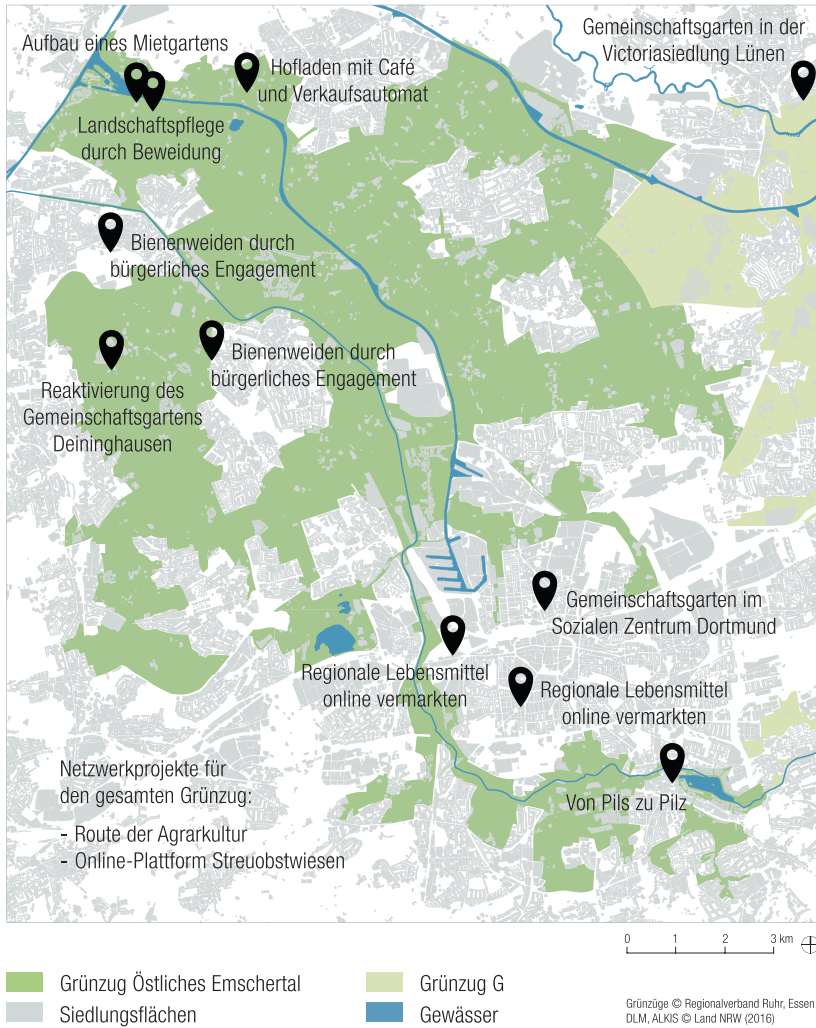 Gemeinschaftsgarten in der
Victoriasiedlung Lünen
Aufbau eines Mietgartens
Hofladen mit Café
und Verkaufsautomat
Landschaftspflege
durch Beweidung
Bienenweiden durch
bürgerliches Engagement
Bienenweiden durch
bürgerliches Engagement
Reaktivierung des
Gemeinschaftsgartens
Deininghausen
Gemeinschaftsgarten im
Sozialen Zentrum Dortmund
Regionale Lebensmittel
online vermarkten
Regionale Lebensmittel
online vermarkten
Von Pils zu Pilz
Netzwerkprojekte für
den gesamten Grünzug:
- Route der Agrarkultur
- Online-Plattform Streuobstwiesen
0 1 2 3 km
Grünzug Östliches Emschertal
Siedlungsflächen
Grünzug G
Gewässer
Grünzüge © Regionalverband Ruhr, Essen
DLM, ALKIS © Land NRW (2016)